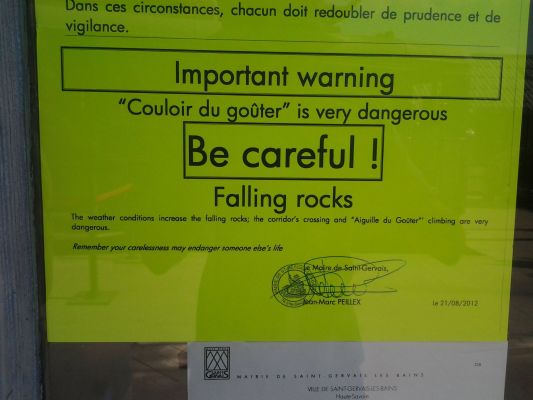 Dans ces circonstances, chacun doit redoubler de prudence et de
vigilance.
Important warning
"Couloir du goûter" is very dangerous
Be careful !
Falling rocks
The weather conditions increase the falling rocks; the corridor's crossing and "Aiguille du Goûter"' climbing are very
dangerous.
Remember your carelessness may endanger someone else's life
Le Maire de Saint-Gervais,
Jean-Marc PEILLEX
le 21/08/2012
SAINT GERVAIS
MAIRIE DE SAINT-GERVAIS LES BAINS
VILLE DE SAINT-GERVAIS-LES-BAINS
Haute-Savoie